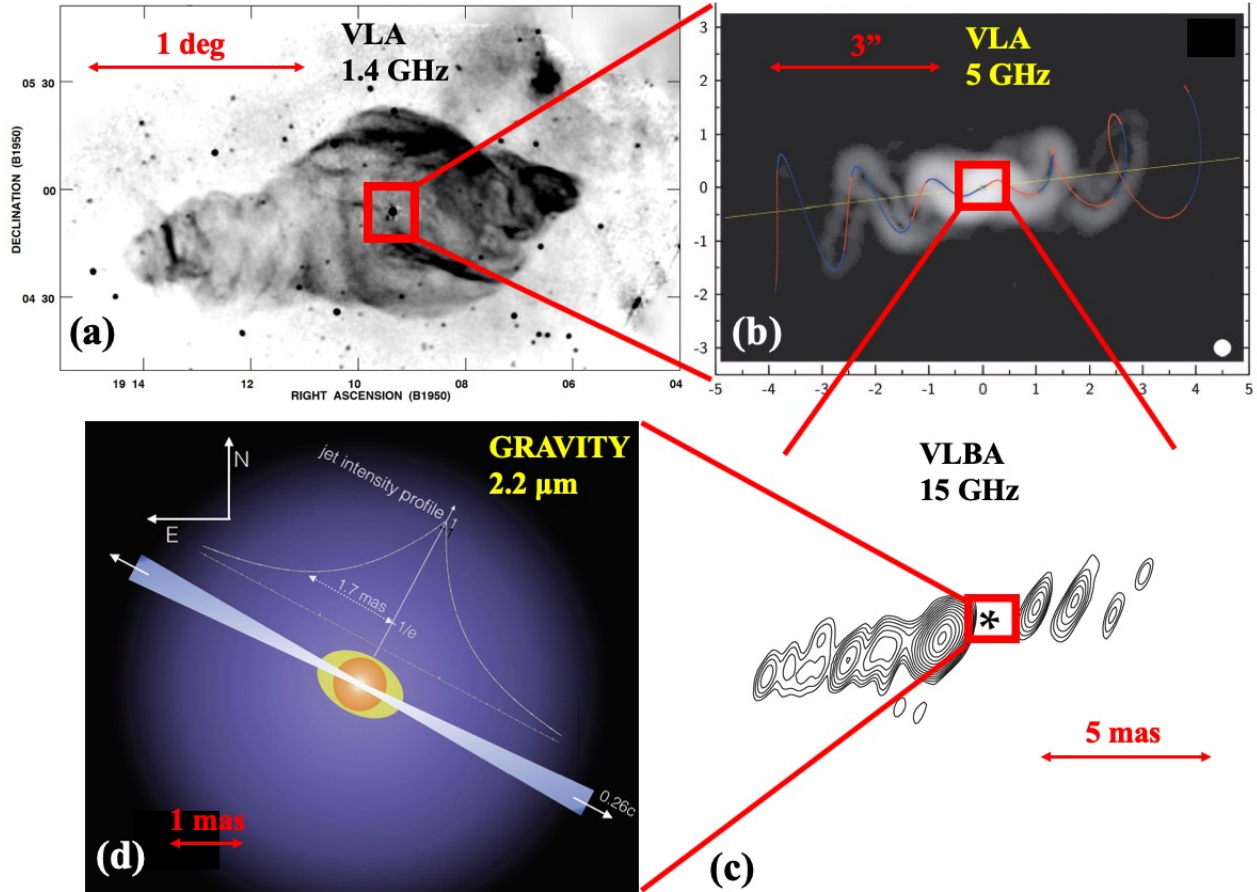 VLA
1.4 GHz
1 deg
DECLINATION (B1950)
05 30
00
04 30
19 14
12
10
08
06
04
RIGHT ASCENSION (B1950)
(a)
VLA
5 GHz
3”
3
2
1
0
-1
-2
-3
-5
-4
-3
-2
-1
0
1
2
3
4
5
(b)
GRAVITY
2.2 μm
N
E
jet intensity profile
1
1.7 mas
1/e
0.26c
1 mas
(d)
VLBA
15 GHz
*
5 mas
(c)